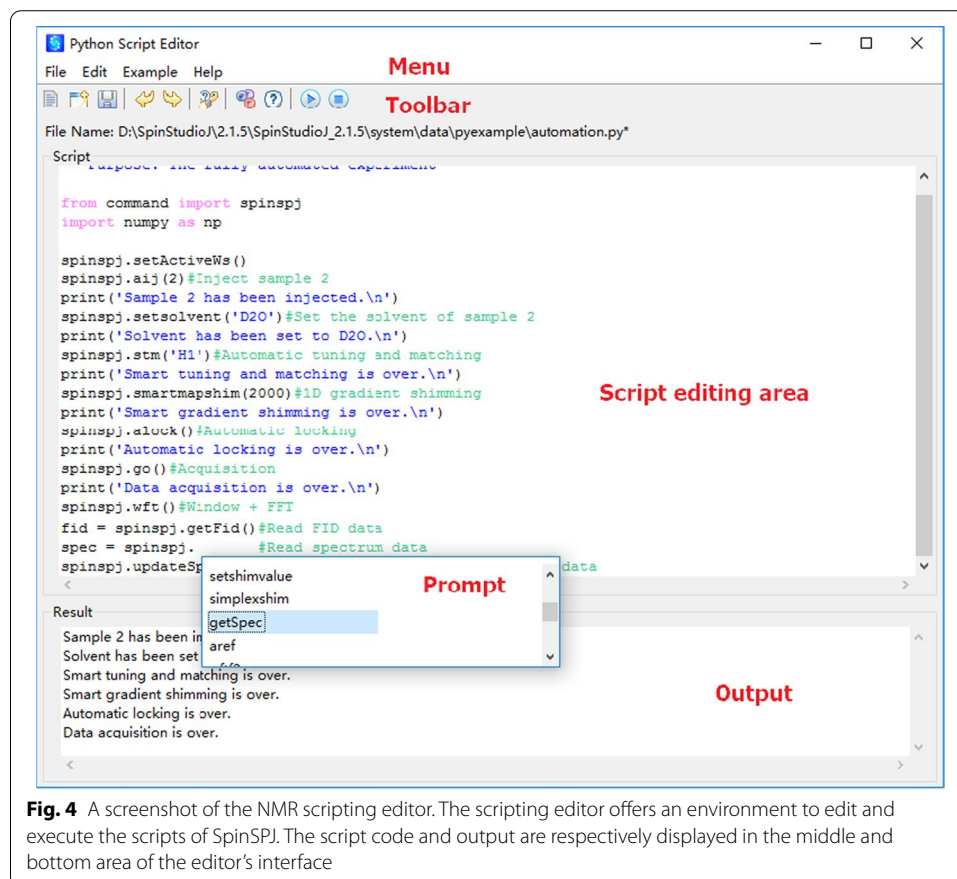 Python Script Editor
File Edit Example Help
Menu
Toolbar
File Name: D:\SpinStudioJ\2.1.5\SpinStudioJ_2.1.5\system\data\pyexample\automation.py*
Script
Purpose: The fully automated experiment
from command import spinspj
import numpy as np
spinspj.setActiveWs()
spinspj.aij(2)#Inject sample 2
print('Sample 2 has been injected.\n')
spinspj.setsolvent('D2O')#Set the solvent of sample 2
print('Solvent has been set to D2O.\n')
spinspj.stm('H1')#Automatic tuning and matching
print('Smart tuning and matching is over.\n')
spinspj.smartmapshim(2000)#1D gradient shimming
Script editing area
print('Smart gradient shimming is over.\n')
spinspj.alock()#Automatic locking
print('Automatic locking is over.\n')
spinspj.go()#Acquisition
print('Data acquisition is over.\n')
spinspj.wft()#Window + FFT
fid = spinspj.getFid()#Read FID data
spec = spinspj. #Read spectrum data
spinspj.updateSp data
setshimvalue
Prompt
simplexshim
getSpec
aref
Result
Sample 2 has been in
Solvent has been set
Smart tuning and matching is over.
Smart gradient shimming is over.
Output
Automatic locking is over.
Data acquisition is over.
Fig. 4 A screenshot of the NMR scripting editor. The scripting editor offers an environment to edit and
execute the scripts of SpinSPJ. The script code and output are respectively displayed in the middle and
bottom area of the editor's interface